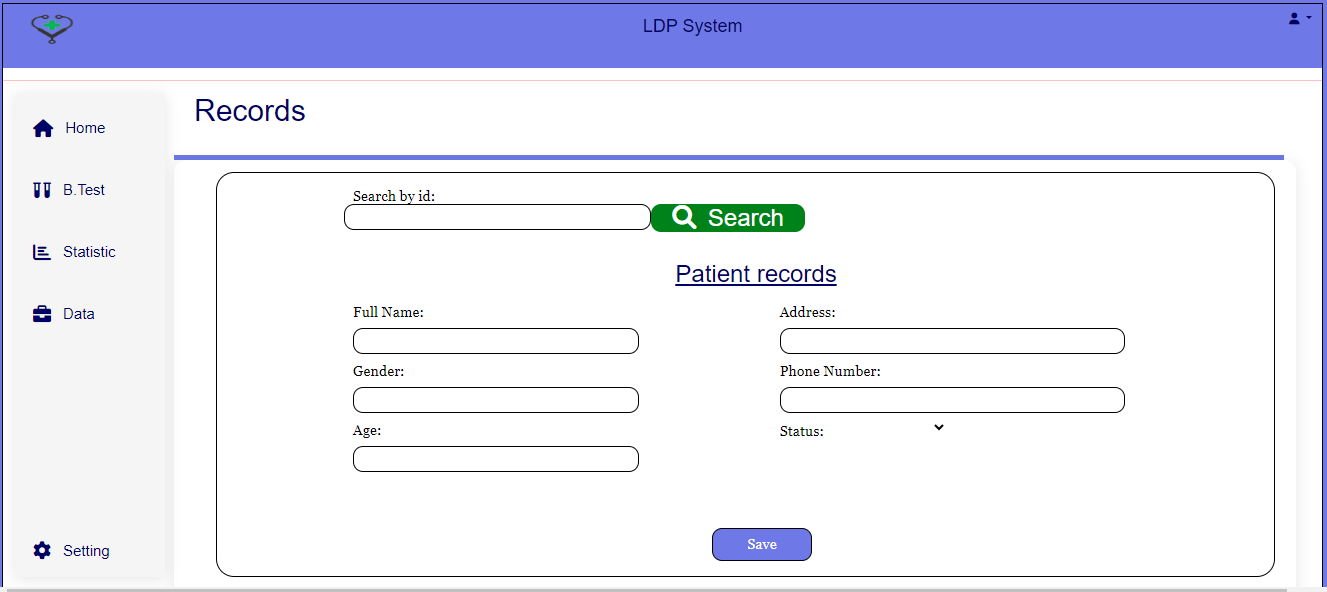 LDP System
Records
Home
B.Test
Statistic
Data
Setting
Search by id:
Search
Patient records
Full Name:
Address:
Gender:
Phone Number:
Age:
Status:
Save